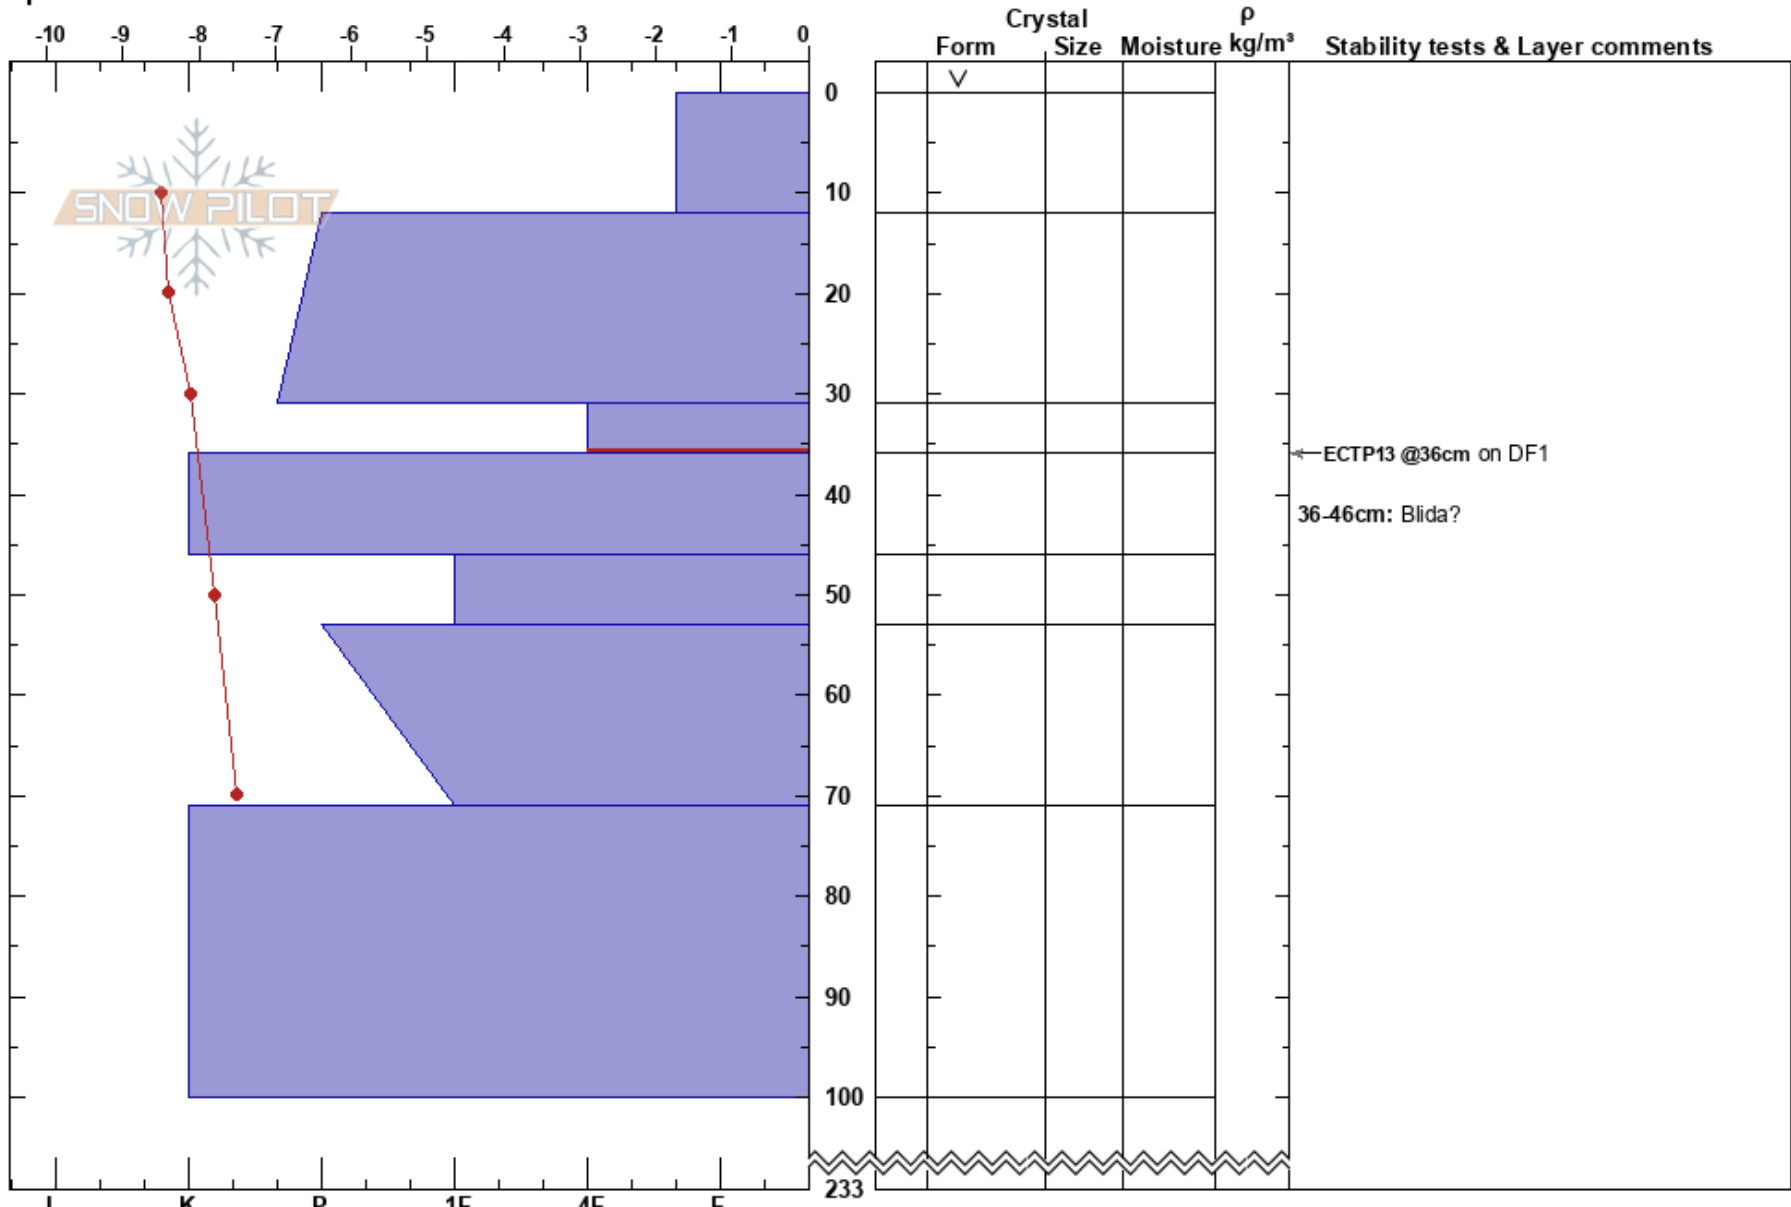 Crystal ρ
-10 -9 -8 -7 -6 -5 -4 -3 -2 -1 0 Form Size Moisture kg/m³ Stability tests & Layer comments
0
SNOW PILOT
10
20
30
ECTP13 @36cm on DF1
40
36-46cm: Blida?
50
60
70
80
90
100
233
K P 1F 4F F